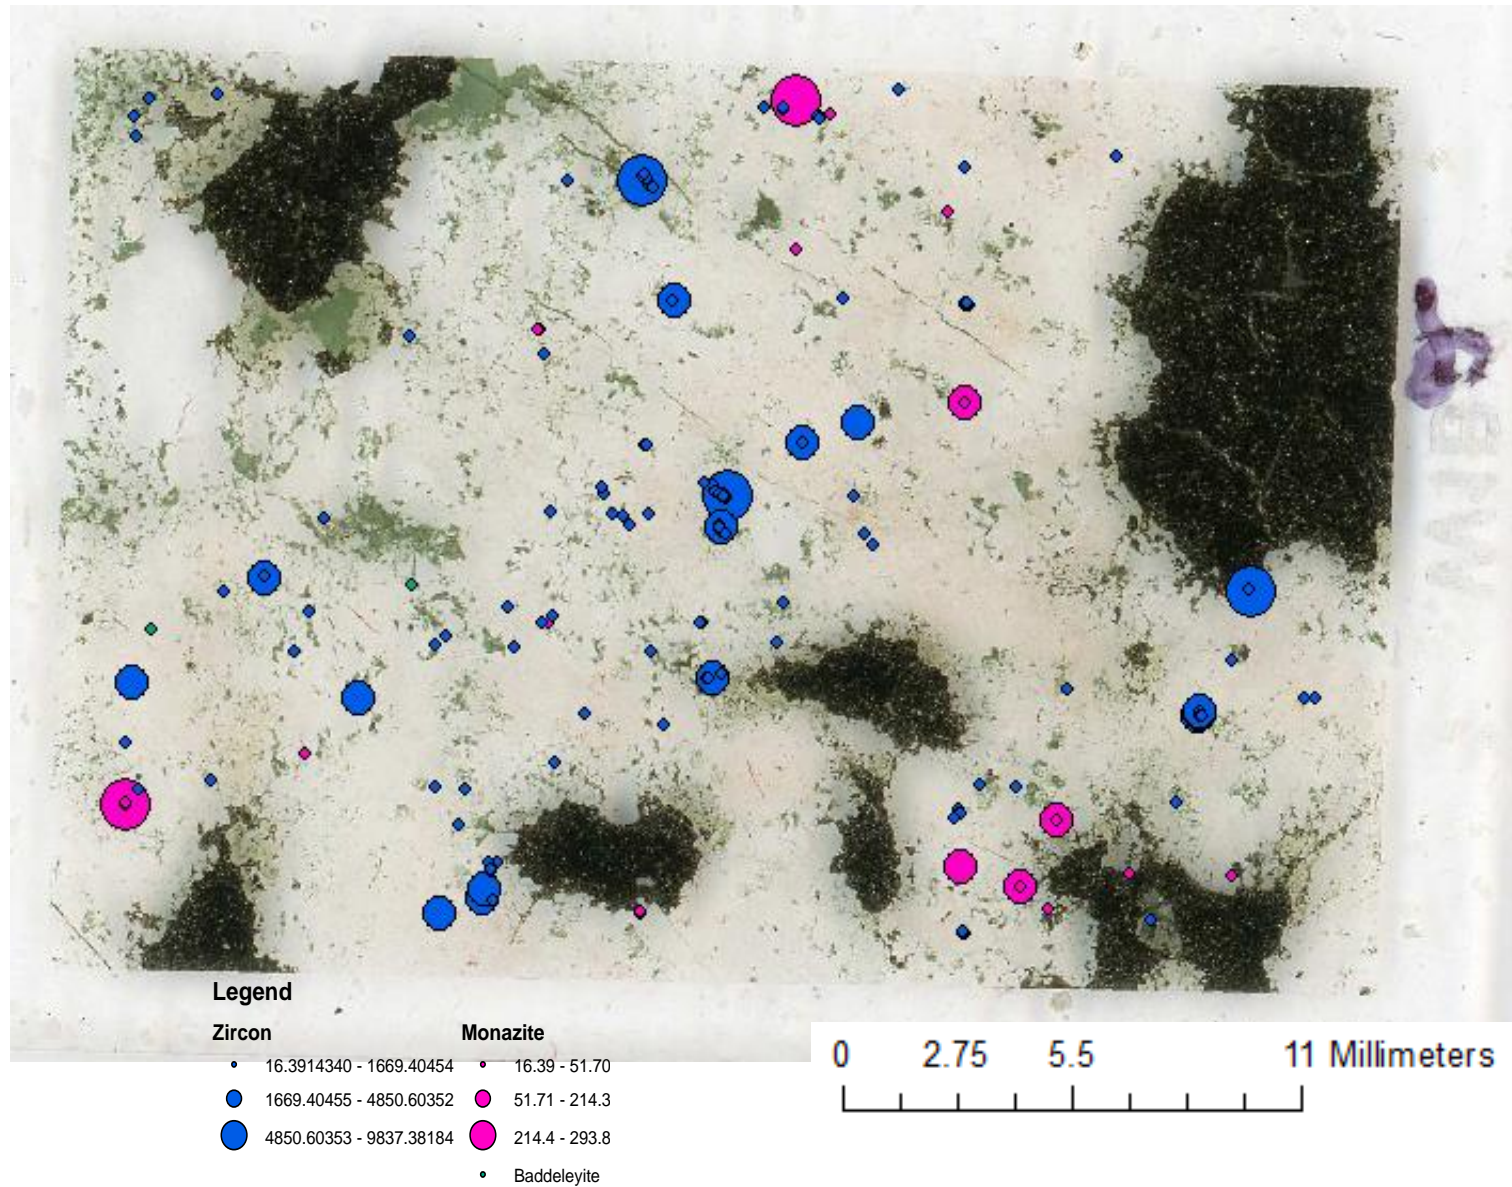 Legend
Zircon Monazite
16.3914340 - 1669.40454 16.39 - 51.70
1669.40455 - 4850.60352 51.71 - 214.3
4850.60353 - 9837.38184 214.4 - 293.8
Baddeleyite
0 2.75 5.5 11 Millimeters